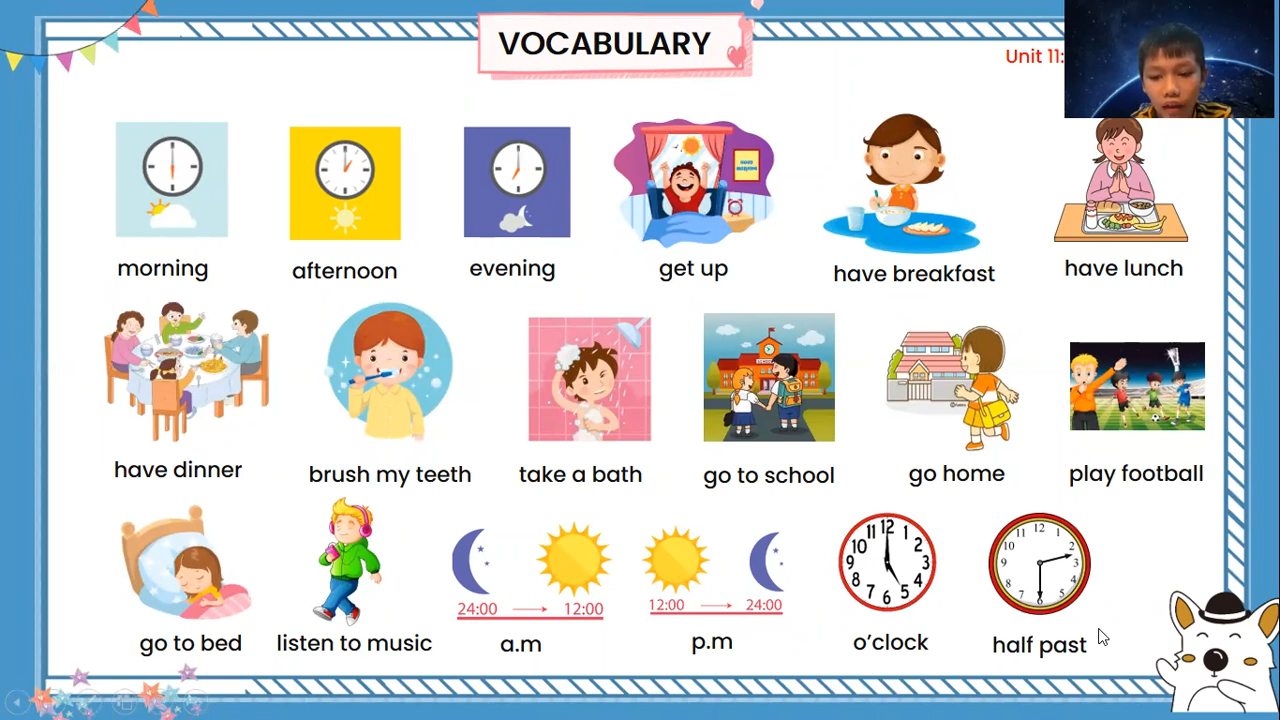 VOCABULARY
Unit 11:
morning
afternoon
evening
get up
have breakfast
have lunch
have dinner
brush my teeth
take a bath
go to school
go home
play football
24:00
12:00
12:00
24:00
go to bed
listen to music
a.m
p.m
o’clock
half past